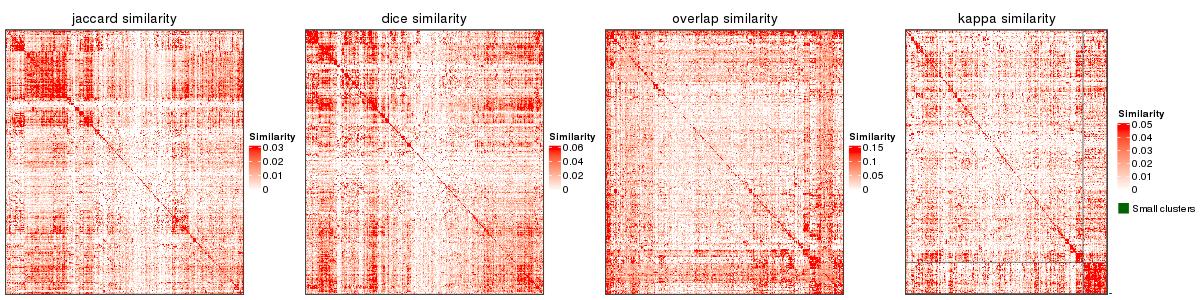 jaccard similarity
Similarity
0.03
0.02
0.01
0
dice similarity
Similarity
0.06
0.04
0.02
0
overlap similarity
Similarity
0.15
0.1
0.05
0
kappa similarity
Similarity
0.05
0.04
0.03
0.02
0.01
0
Small clusters